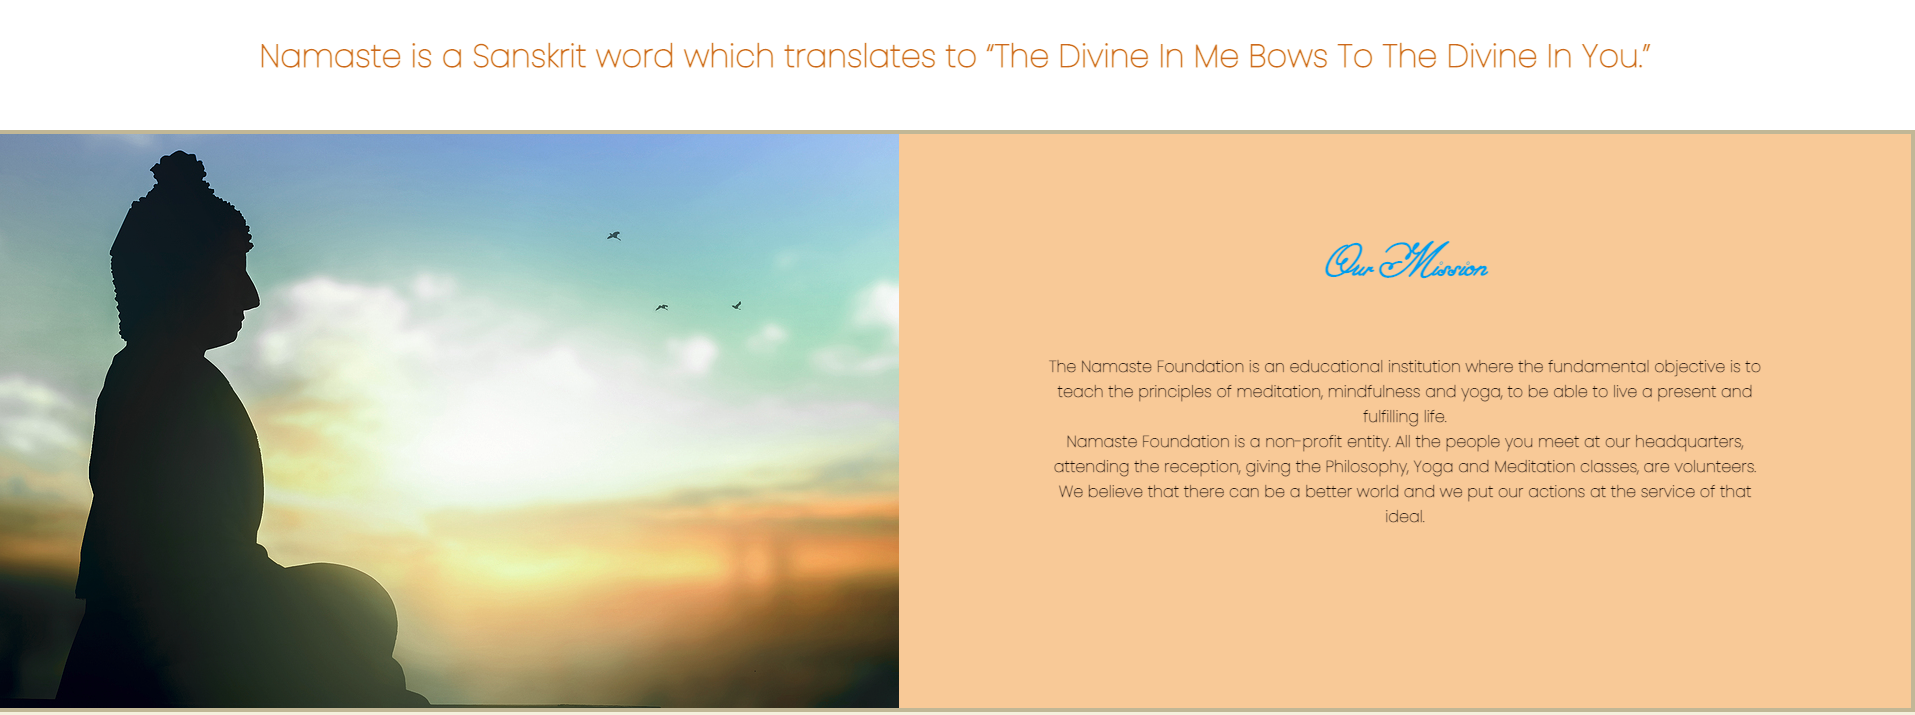 Namaste is a Sanskrit word which translates to “The Divine In Me Bows To The Divine In You.”
Our Mission
The Namaste Foundation is an educational institution where the fundamental objective is to
teach the principles of meditation, mindfulness and yoga, to be able to live a present and
fulfilling life.
Namaste Foundation is a non-profit entity. All the people you meet at our headquarters,
attending the reception, giving the Philosophy, Yoga and Meditation classes, are volunteers.
We believe that there can be a better world and we put our actions at the service of that
ideal.